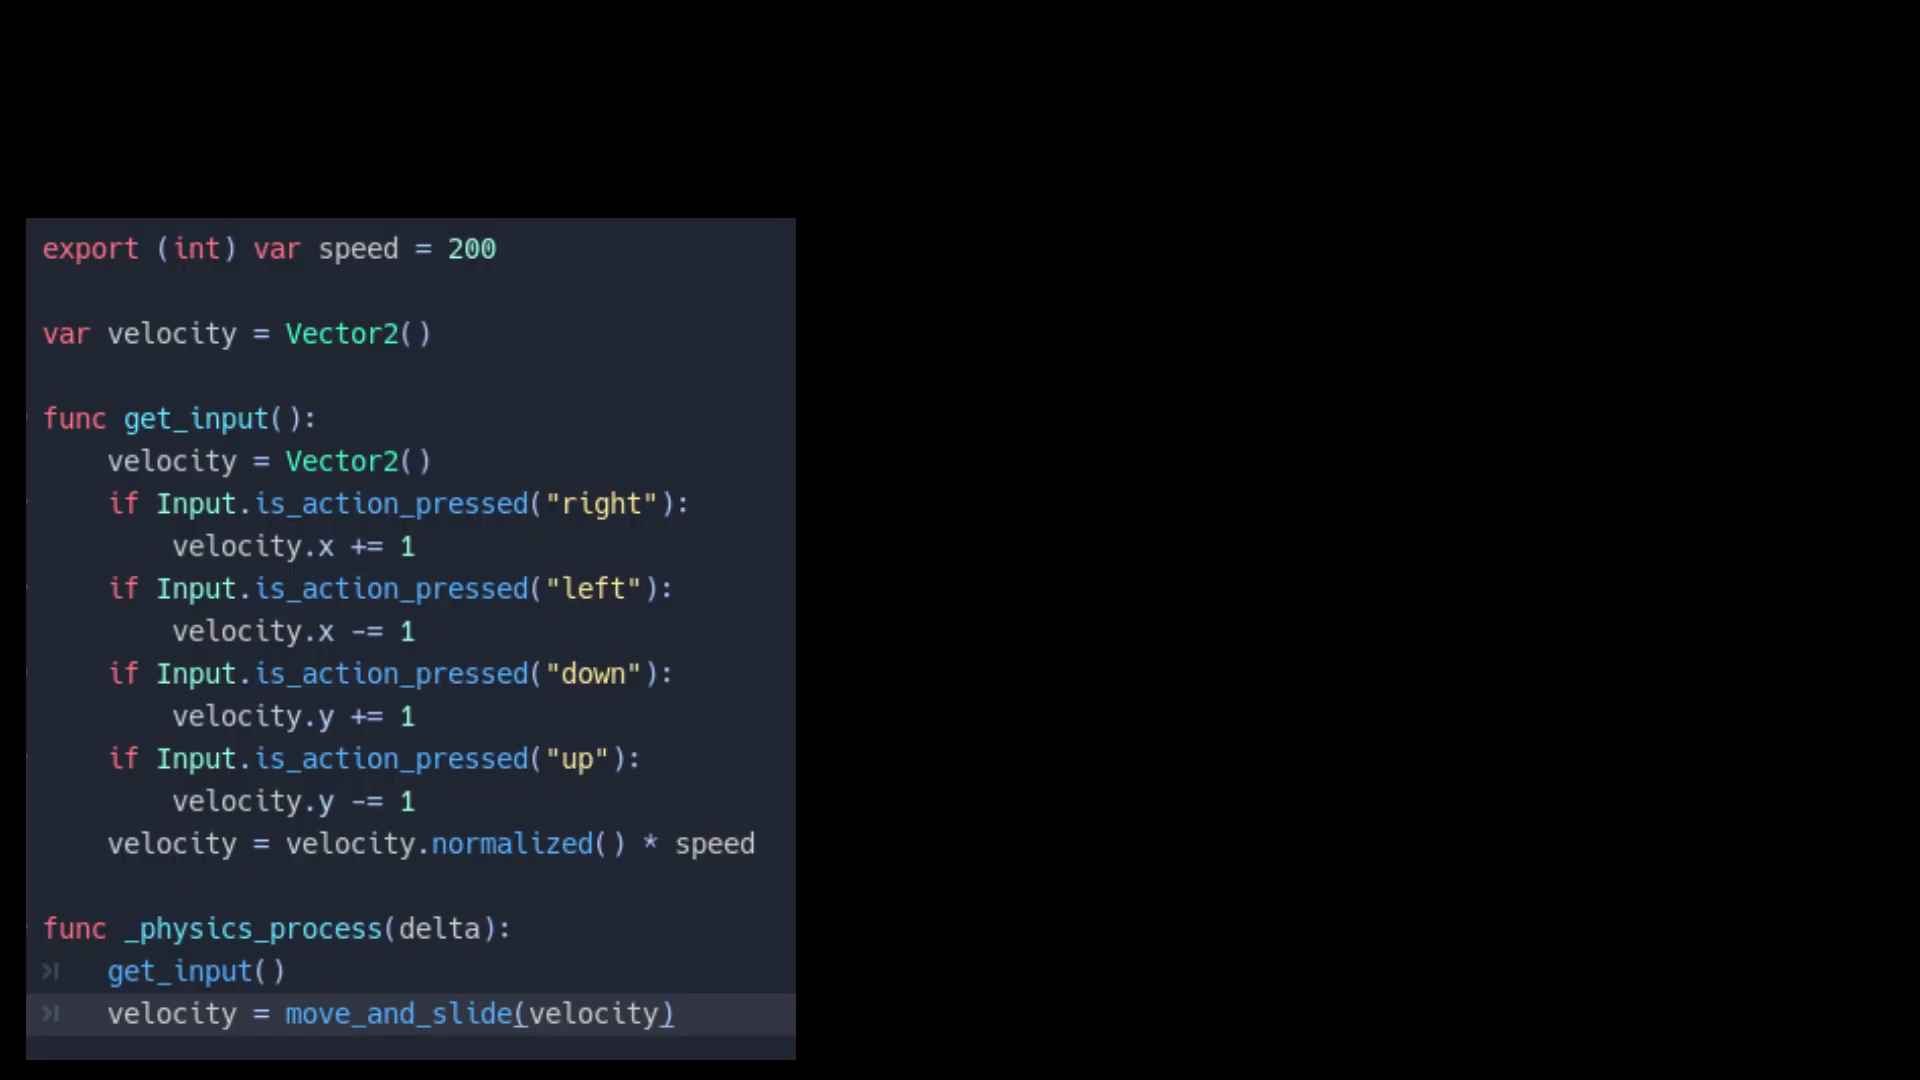 export (int) var speed = 200
var velocity = Vector2()
func get_input():
    velocity = Vector2()
    if Input.is_action_pressed("right"):
        velocity.x += 1
    if Input.is_action_pressed("left"):
        velocity.x -= 1
    if Input.is_action_pressed("down"):
        velocity.y += 1
    if Input.is_action_pressed("up"):
        velocity.y -= 1
    velocity = velocity.normalized() * speed
func _physics_process(delta):
    get_input()
    velocity = move_and_slide(velocity)